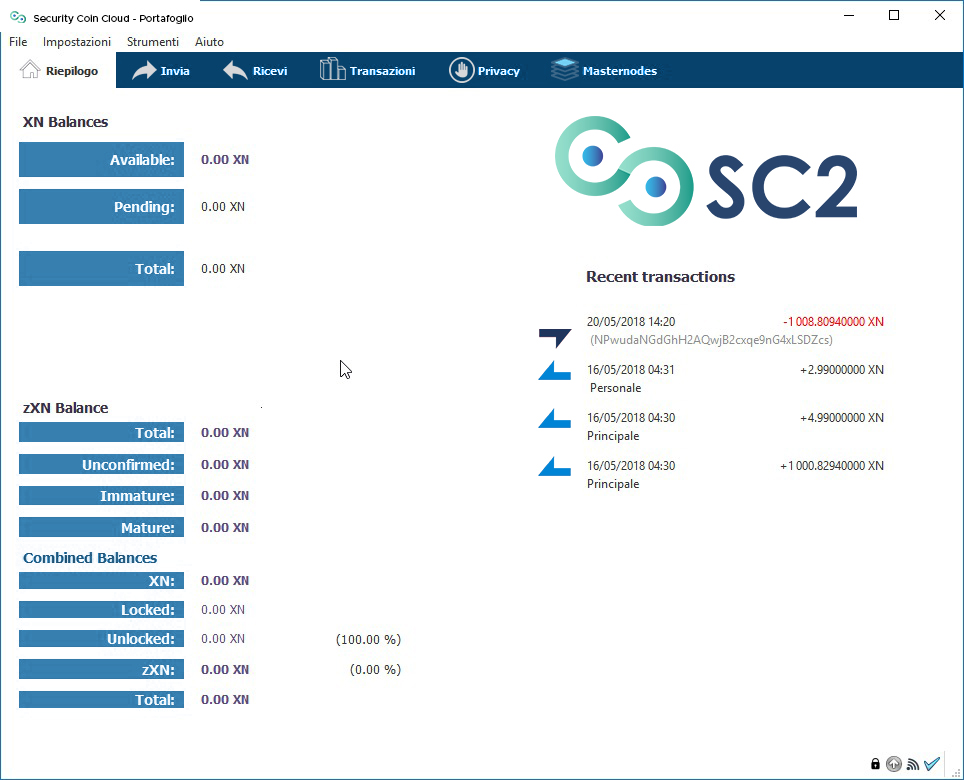 Security Coin Cloud - Portafoglio
File Impostazioni Strumenti Aiuto
Riepilogo Invia Ricevi Transazioni Privacy Masternodes
XN Balances
Available: 0.00 XN
Pending: 0.00 XN
Total: 0.00 XN
SC2
Recent transactions
20/05/2018 14:20 -1 008.80940000 XN
(NPwudaNGdGhH2AQwjB2cxqe9nG4xLSDZcs)
16/05/2018 04:31 +2.99000000 XN
Personale
16/05/2018 04:30 +4.99000000 XN
Principale
16/05/2018 04:30 +1 000.82940000 XN
Principale
zXN Balance
Total: 0.00 XN
Unconfirmed: 0.00 XN
Immature: 0.00 XN
Mature: 0.00 XN
Combined Balances
XN: 0.00 XN
Locked: 0.00 XN
Unlocked: 0.00 XN (100.00 %)
zXN: 0.00 XN (0.00 %)
Total: 0.00 XN